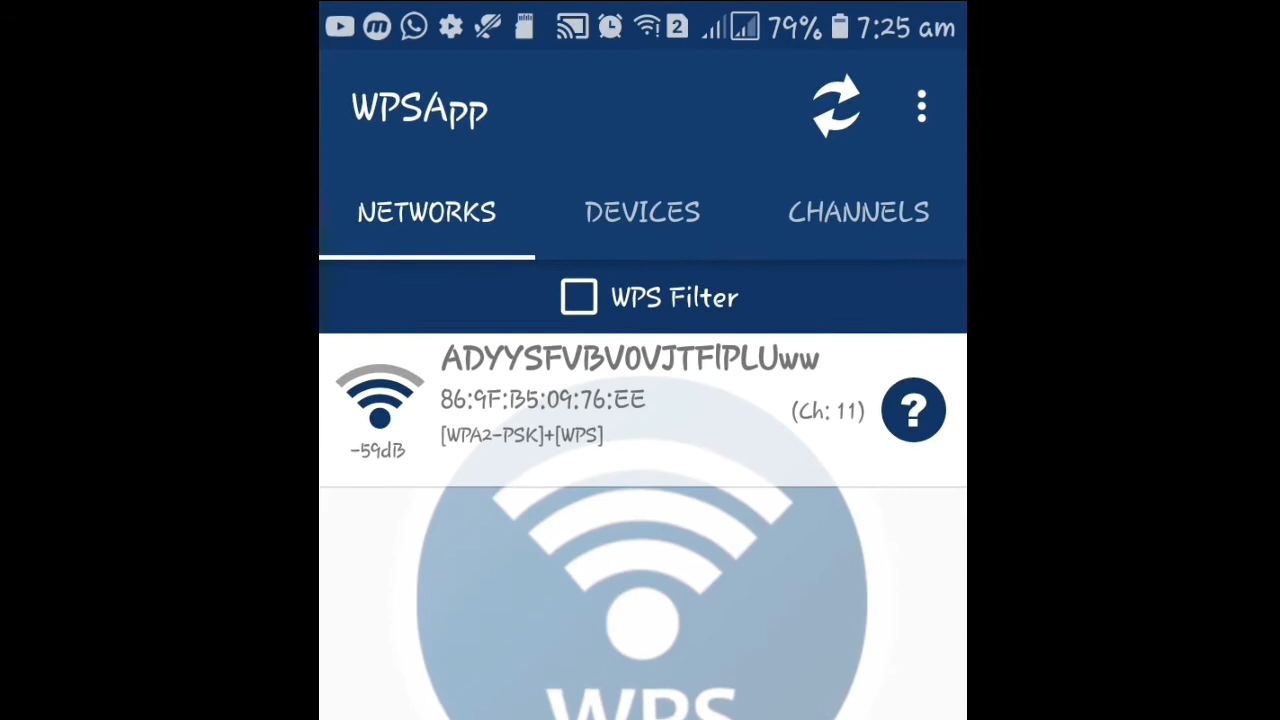 79% 7:25 am
WPSApp
NETWORKS DEVICES CHANNELS
WPS Filter
ADYYSFVBV0VJTFlPLUww
86:9F:B5:09:76:EE
(Ch: 11) ?
[WPA2-PSK]+[WPS]
-59dB
WPS